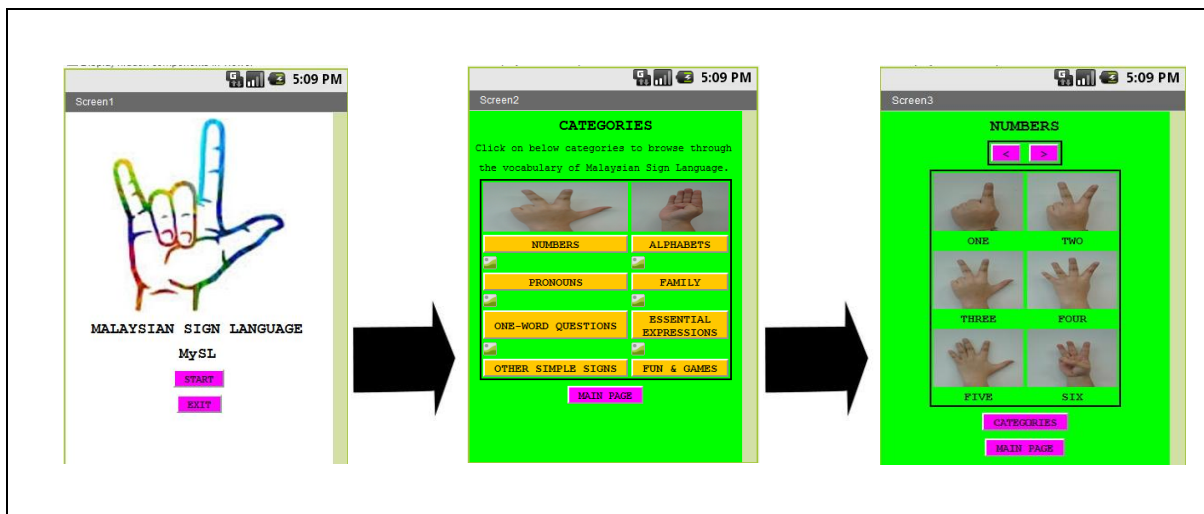 5:09 PM
Screen1
MALAYSIAN SIGN LANGUAGE
MySL
START
EXIT
5:09 PM
Screen2
CATEGORIES
Click on below categories to browse through
the vocabulary of Malaysian Sign Language.
NUMBERS
ALPHABETS
PRONOUNS
FAMILY
ONE-WORD QUESTIONS
ESSENTIAL
EXPRESSIONS
OTHER SIMPLE SIGNS
FUN & GAMES
MAIN PAGE
5:09 PM
Screen3
NUMBERS
< >
ONE
TWO
THREE
FOUR
FIVE
SIX
CATEGORIES
MAIN PAGE